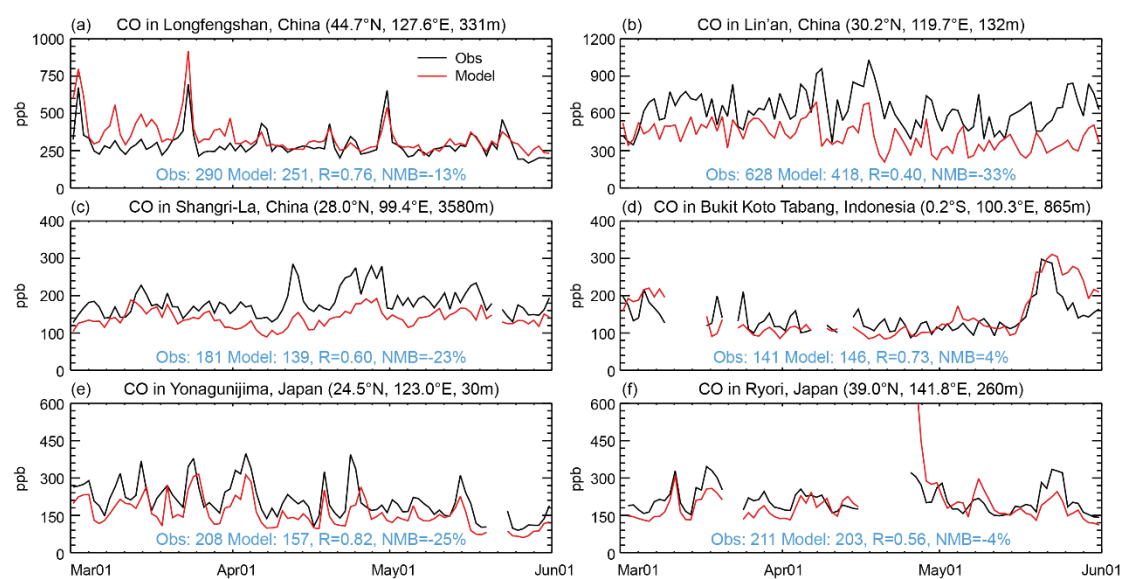 (a) CO in Longfengshan, China (44.7°N, 127.6°E, 331m)
1000
750
500
250
0
ppb
Obs
Model
Obs: 290 Model: 251, R=0.76, NMB=-13%
(b) CO in Lin'an, China (30.2°N, 119.7°E, 132m)
1200
900
600
300
0
ppb
Obs: 628 Model: 418, R=0.40, NMB=-33%
(c) CO in Shangri-La, China (28.0°N, 99.4°E, 3580m)
400
300
200
100
0
ppb
Obs: 181 Model: 139, R=0.60, NMB=-23%
(d) CO in Bukit Koto Tabang, Indonesia (0.2°S, 100.3°E, 865m)
400
300
200
100
0
ppb
Obs: 141 Model: 146, R=0.73, NMB=4%
(e) CO in Yonagunijima, Japan (24.5°N, 123.0°E, 30m)
600
450
300
150
0
ppb
Obs: 208 Model: 157, R=0.82, NMB=-25%
Mar01 Apr01 May01 Jun01
(f) CO in Ryori, Japan (39.0°N, 141.8°E, 260m)
600
450
300
150
0
ppb
Obs: 211 Model: 203, R=0.56, NMB=-4%
Mar01 Apr01 May01 Jun01